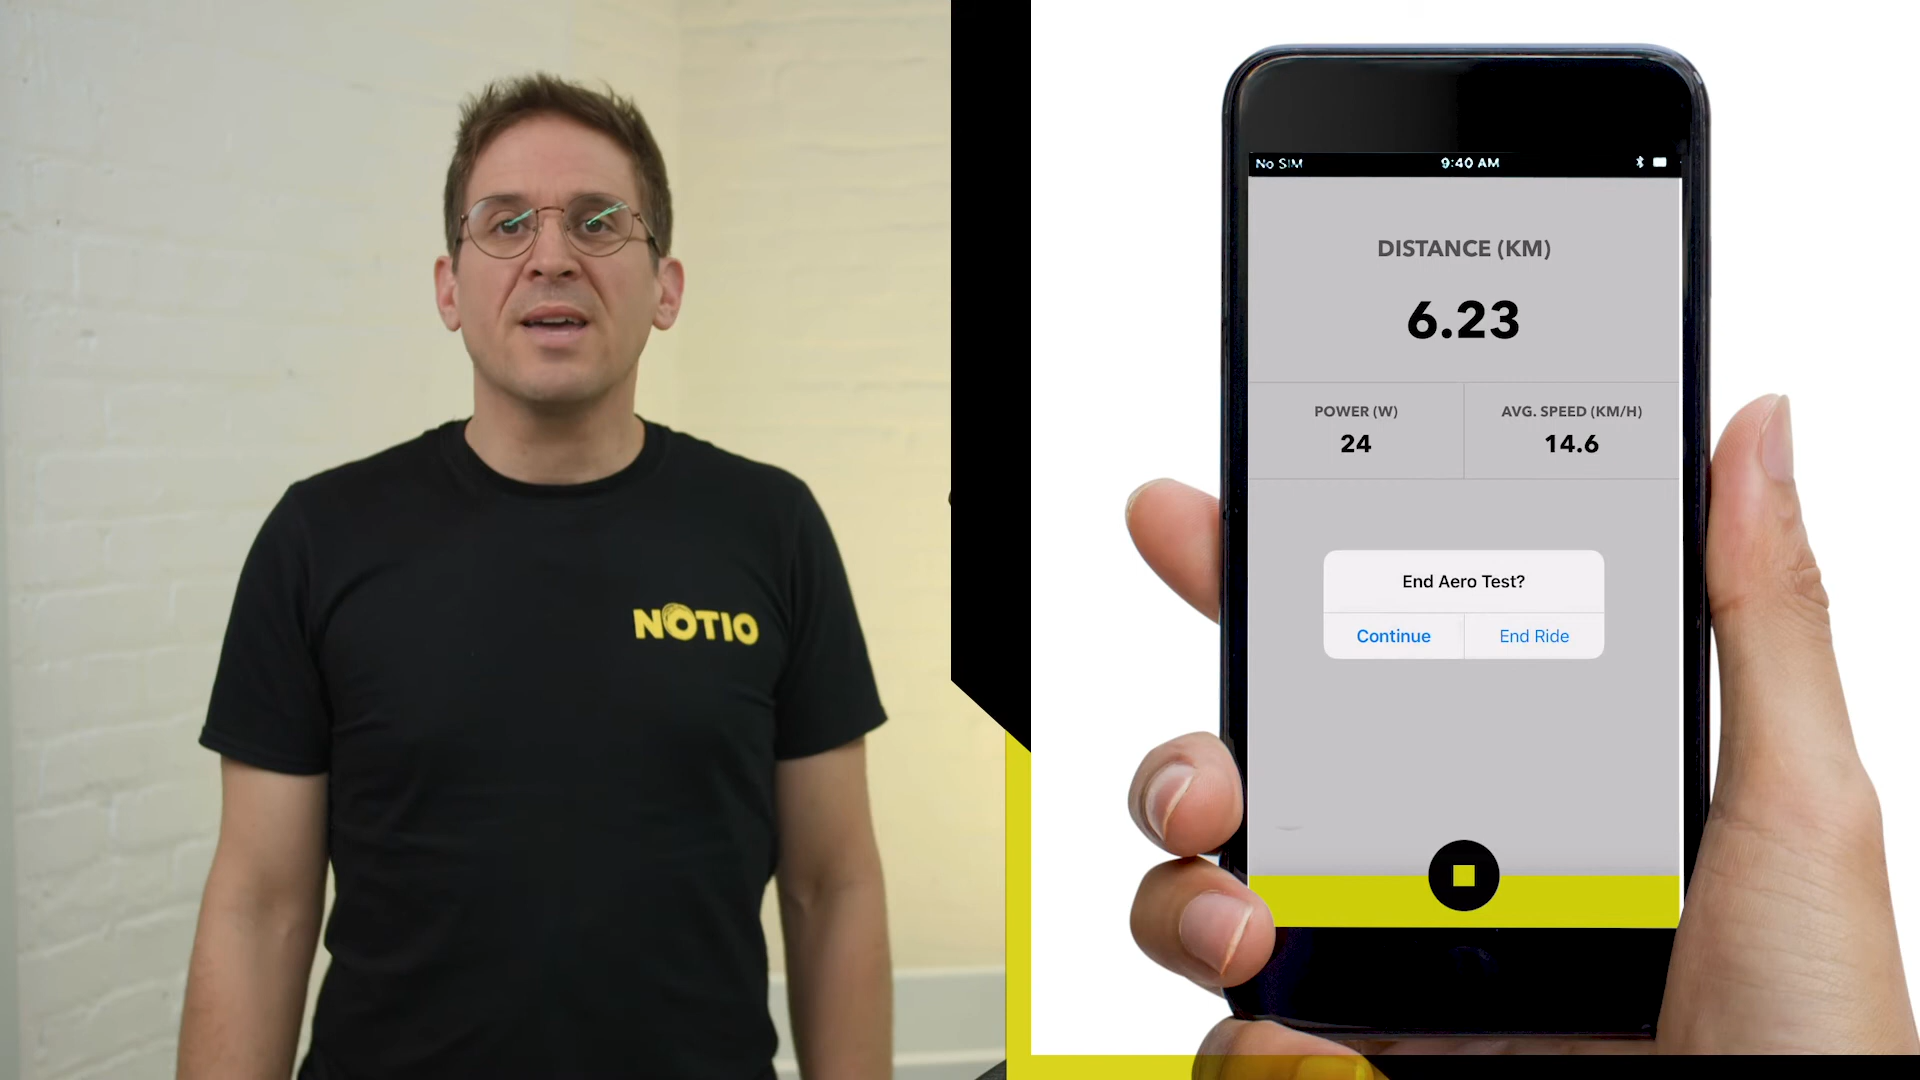 NOTIO
No SIM
9:40 AM
DISTANCE (KM)
6.23
POWER (W)
24
AVG. SPEED (KM/H)
14.6
End Aero Test?
Continue
End Ride